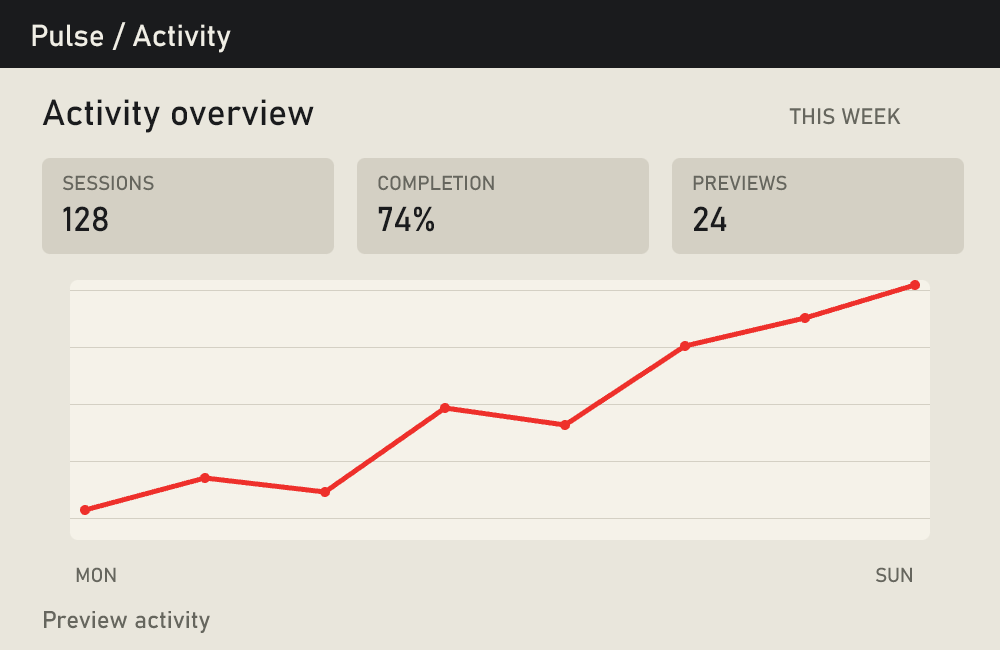 Pulse / Activity
Activity overview
THIS WEEK
SESSIONS
128
COMPLETION
74%
PREVIEWS
24
MON
SUN
Preview activity